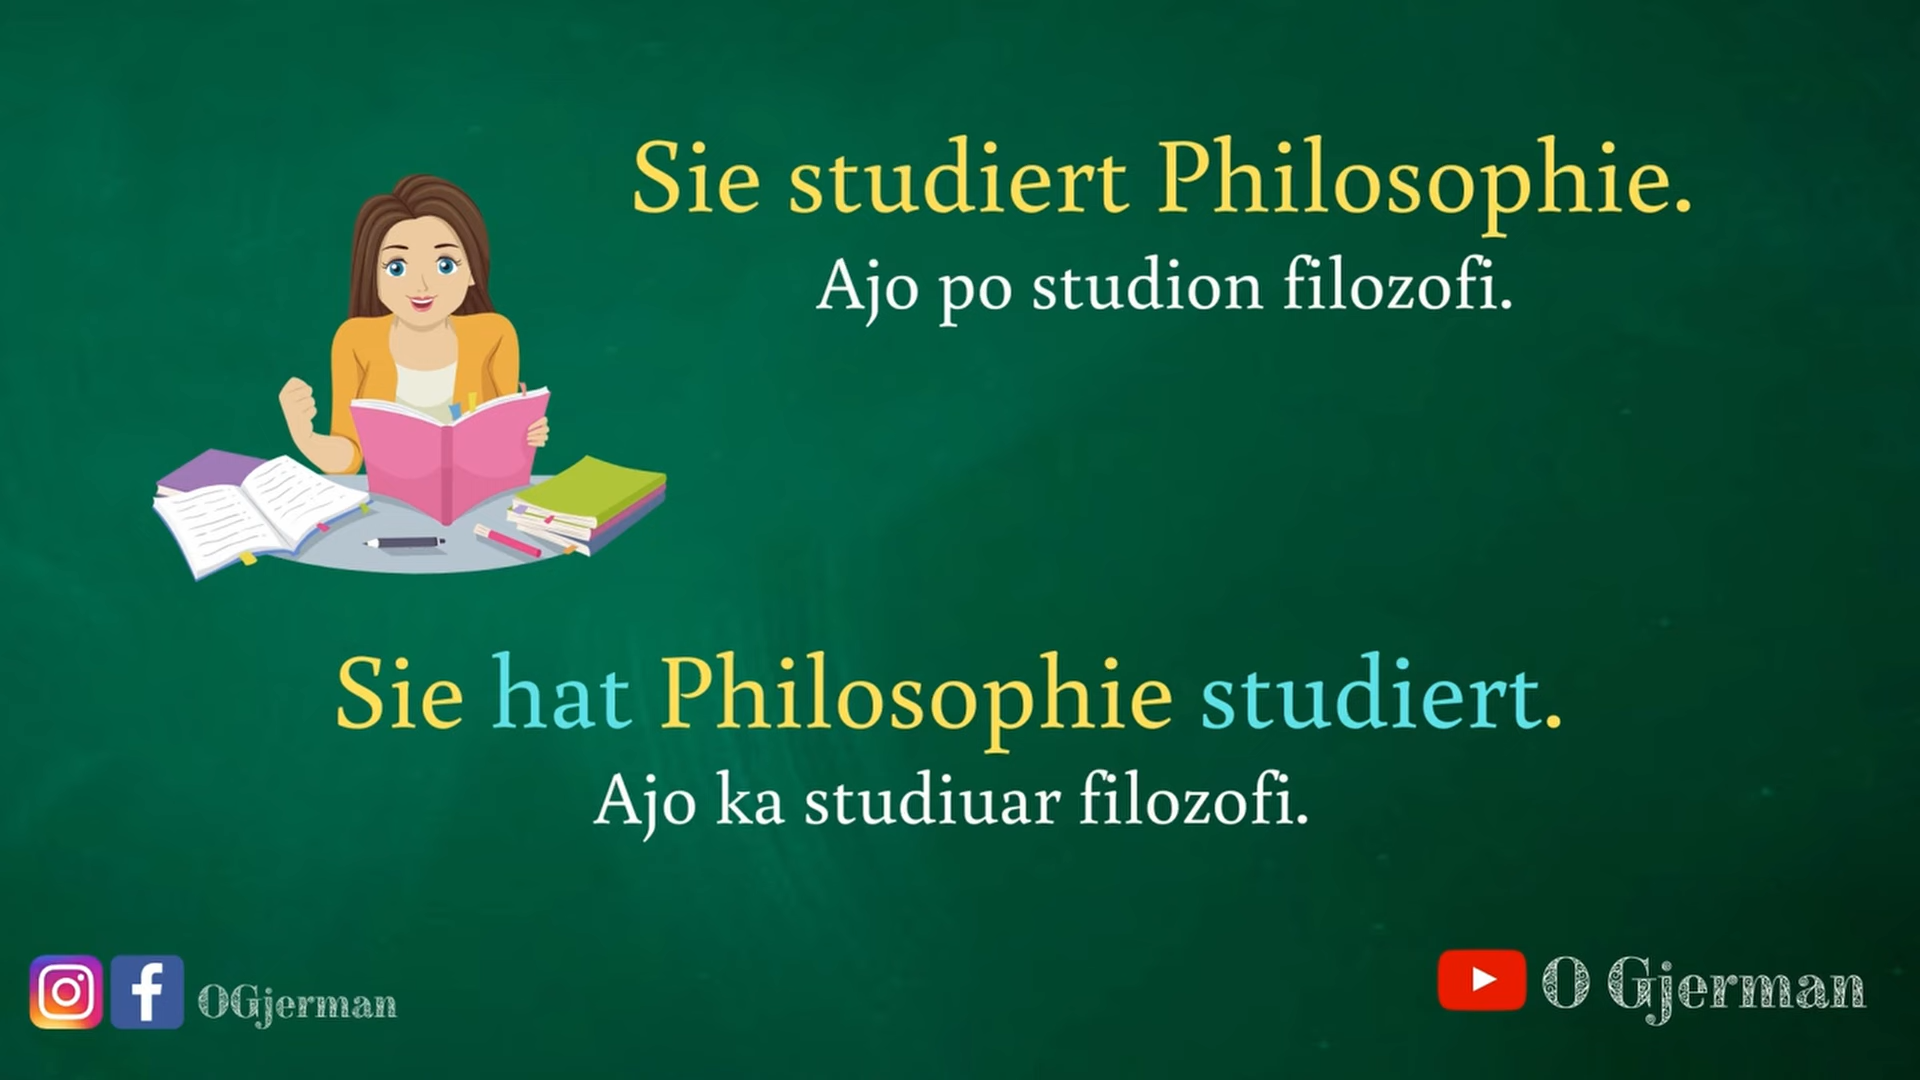 Sie studiert Philosophie.
Ajo po studion filozofi.
Sie hat Philosophie studiert.
Ajo ka studiuar filozofi.
OGjerman
O Gjerman